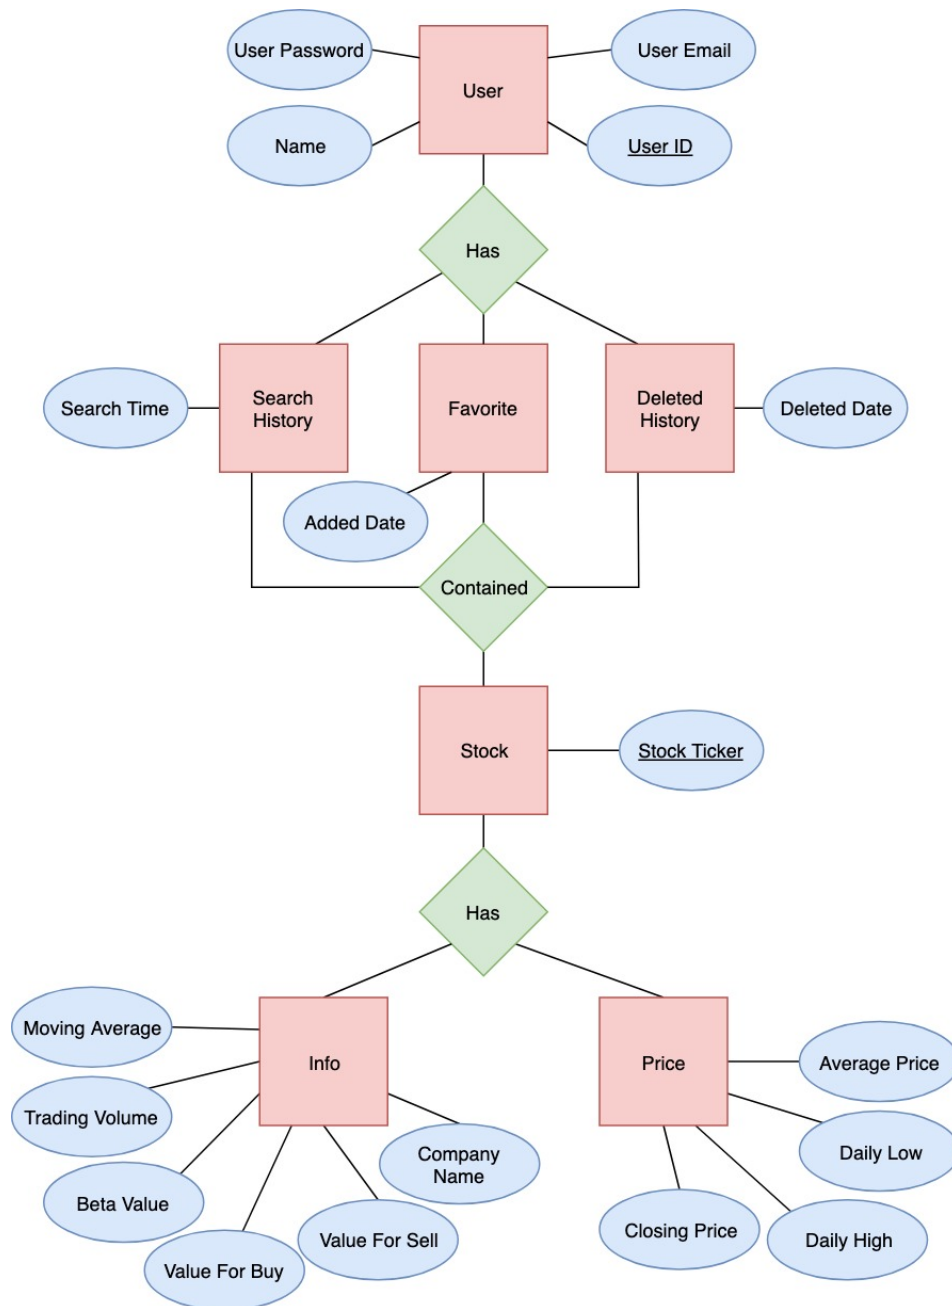 User Password
User
User Email
Name
User ID
Has
Search Time
Search
History
Favorite
Deleted
History
Deleted Date
Added Date
Contained
Stock
Stock Ticker
Has
Moving Average
Info
Price
Average Price
Trading Volume
Company
Name
Daily Low
Beta Value
Value For Sell
Closing Price
Daily High
Value For Buy